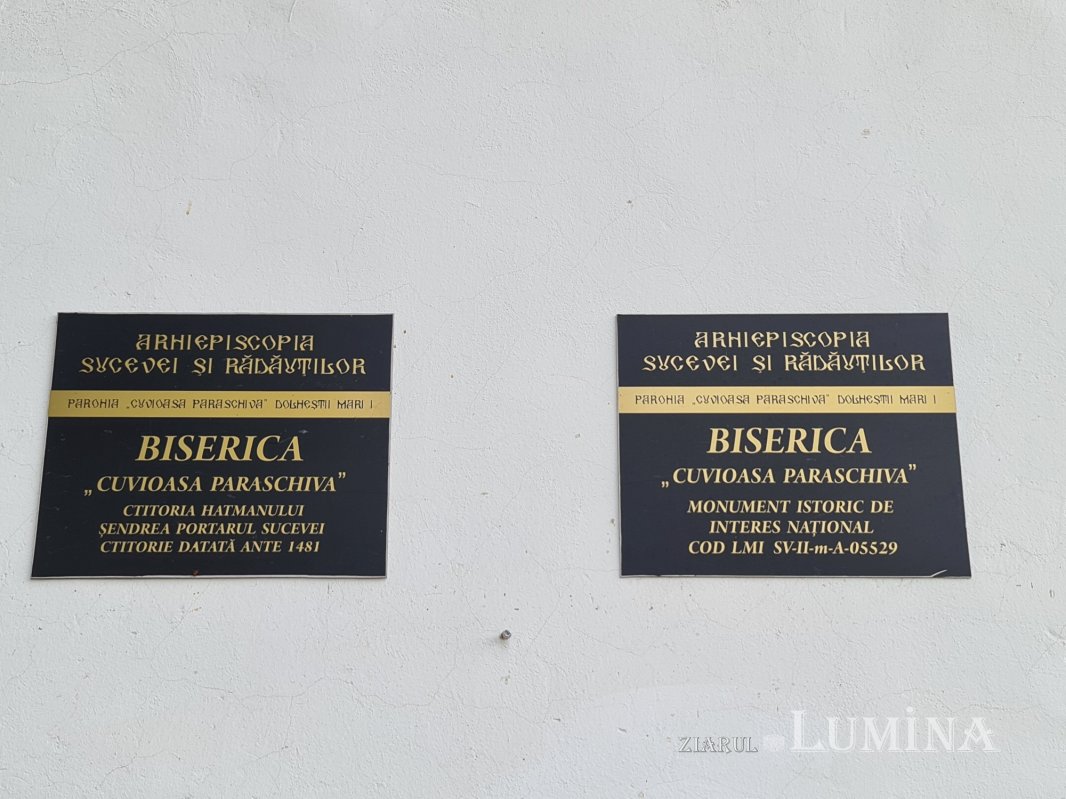 ARHIEPISCOPIA
SUCEVEI ȘI RĂDĂUȚILOR
PAROHIA „CUVIOASA PARASCHIVA” DOLHEȘTII MARI I
BISERICA
„CUVIOASA PARASCHIVA”
CTITORIA HATMANULUI
ȘENDREA PORTARUL SUCEVEI
CTITORIE DATATĂ ANTE 1481
ARHIEPISCOPIA
SUCEVEI ȘI RĂDĂUȚILOR
PAROHIA „CUVIOASA PARASCHIVA” DOLHEȘTII MARI I
BISERICA
„CUVIOASA PARASCHIVA”
MONUMENT ISTORIC DE
INTERES NAȚIONAL
COD LMI SV-II-m-A-05529
ZIARUL LUMINA